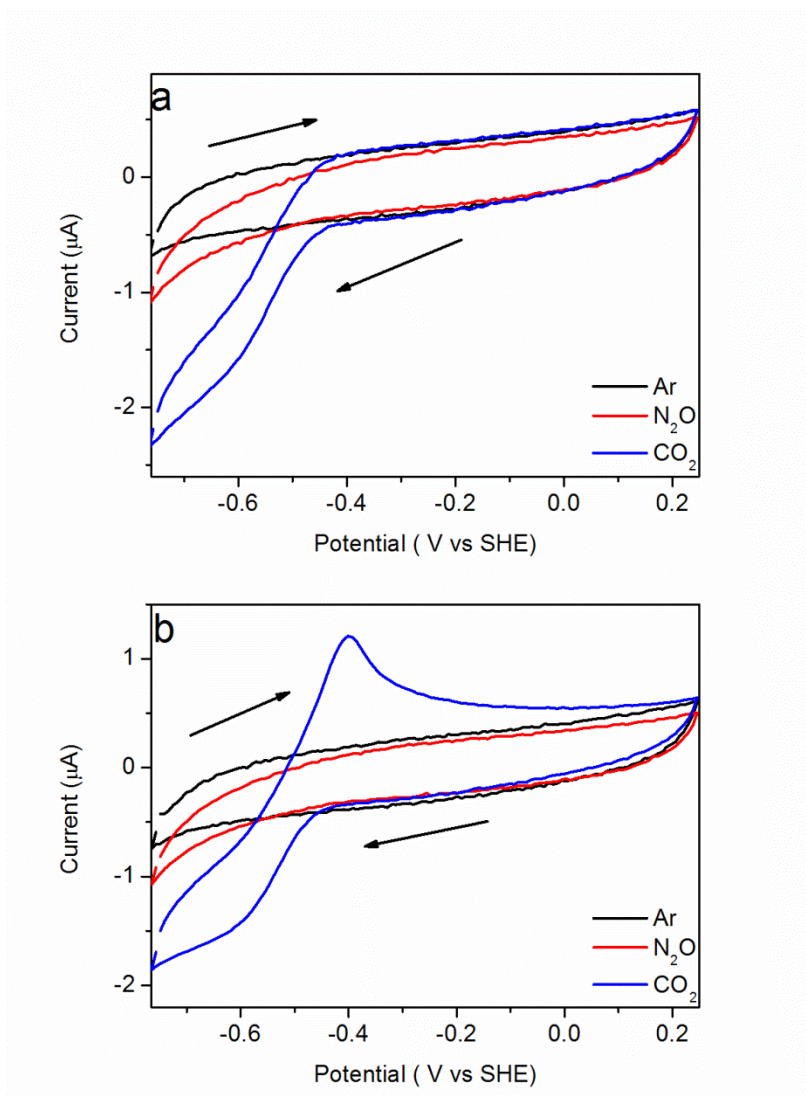 a
0
-1
-2
Current (µA)
Ar
N₂O
CO₂
-0.6
-0.4
-0.2
0.0
0.2
Potential ( V vs SHE)
b
1
0
-1
-2
Current (µA)
Ar
N₂O
CO₂
-0.6
-0.4
-0.2
0.0
0.2
Potential ( V vs SHE)